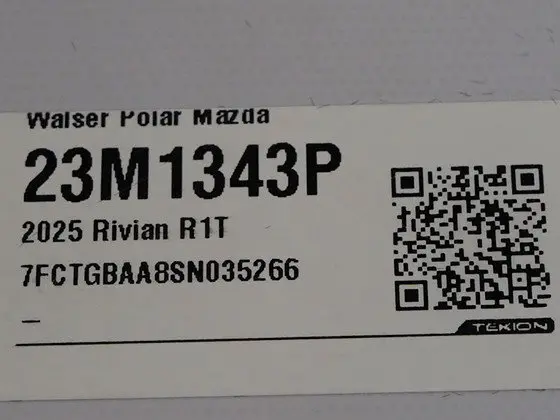 Walser Polar Mazda
23M1343P
2025 Rivian R1T
7FCTGBAA8SN035266
–
TEKION